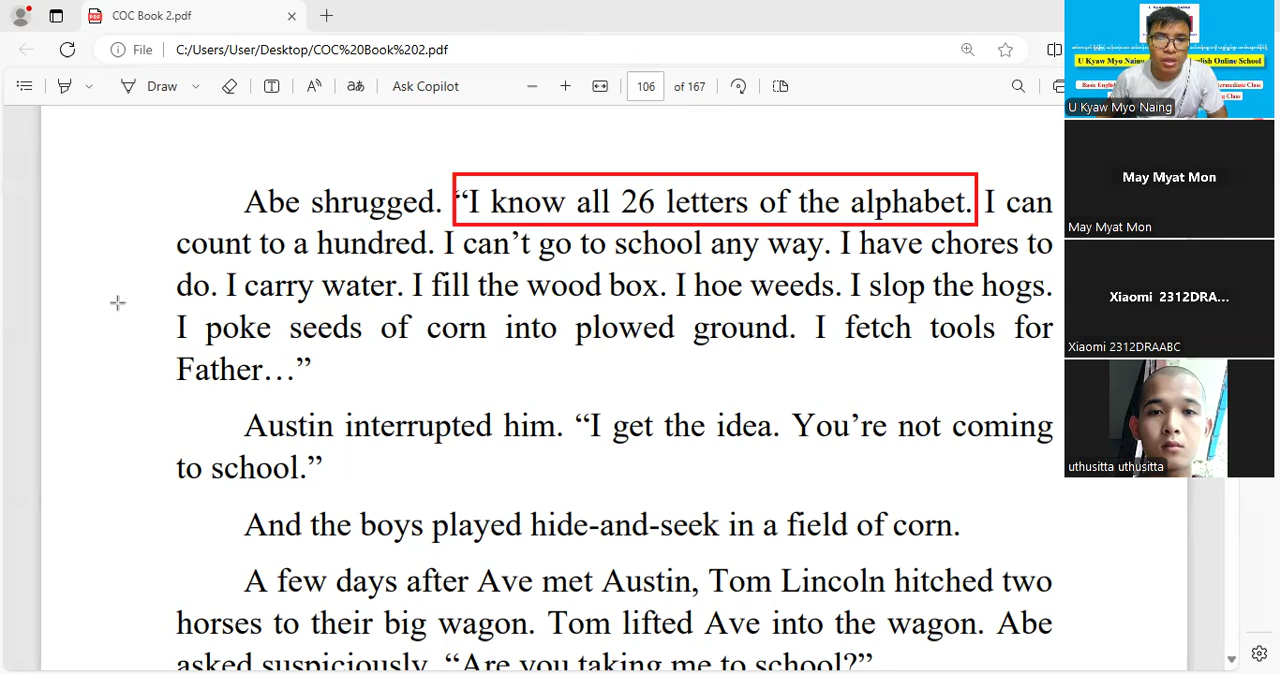 COC Book 2.pdf
File
C:/Users/User/Desktop/COC%20Book%202.pdf
Draw
Ask Copilot
106 of 167
Abe shrugged. “I know all 26 letters of the alphabet. I can
count to a hundred. I can’t go to school any way. I have chores to
do. I carry water. I fill the wood box. I hoe weeds. I slop the hogs.
I poke seeds of corn into plowed ground. I fetch tools for
Father…”
Austin interrupted him. “I get the idea. You’re not coming
to school.”
And the boys played hide-and-seek in a field of corn.
A few days after Ave met Austin, Tom Lincoln hitched two
horses to their big wagon. Tom lifted Ave into the wagon. Abe
asked suspiciously, “Are you taking me to school?”
U Kyaw Myo Naing
English Online School
U Kyaw Myo Naing
May Myat Mon
May Myat Mon
Xiaomi 2312DRA...
Xiaomi 2312DRAABC
uthusitta uthusitta